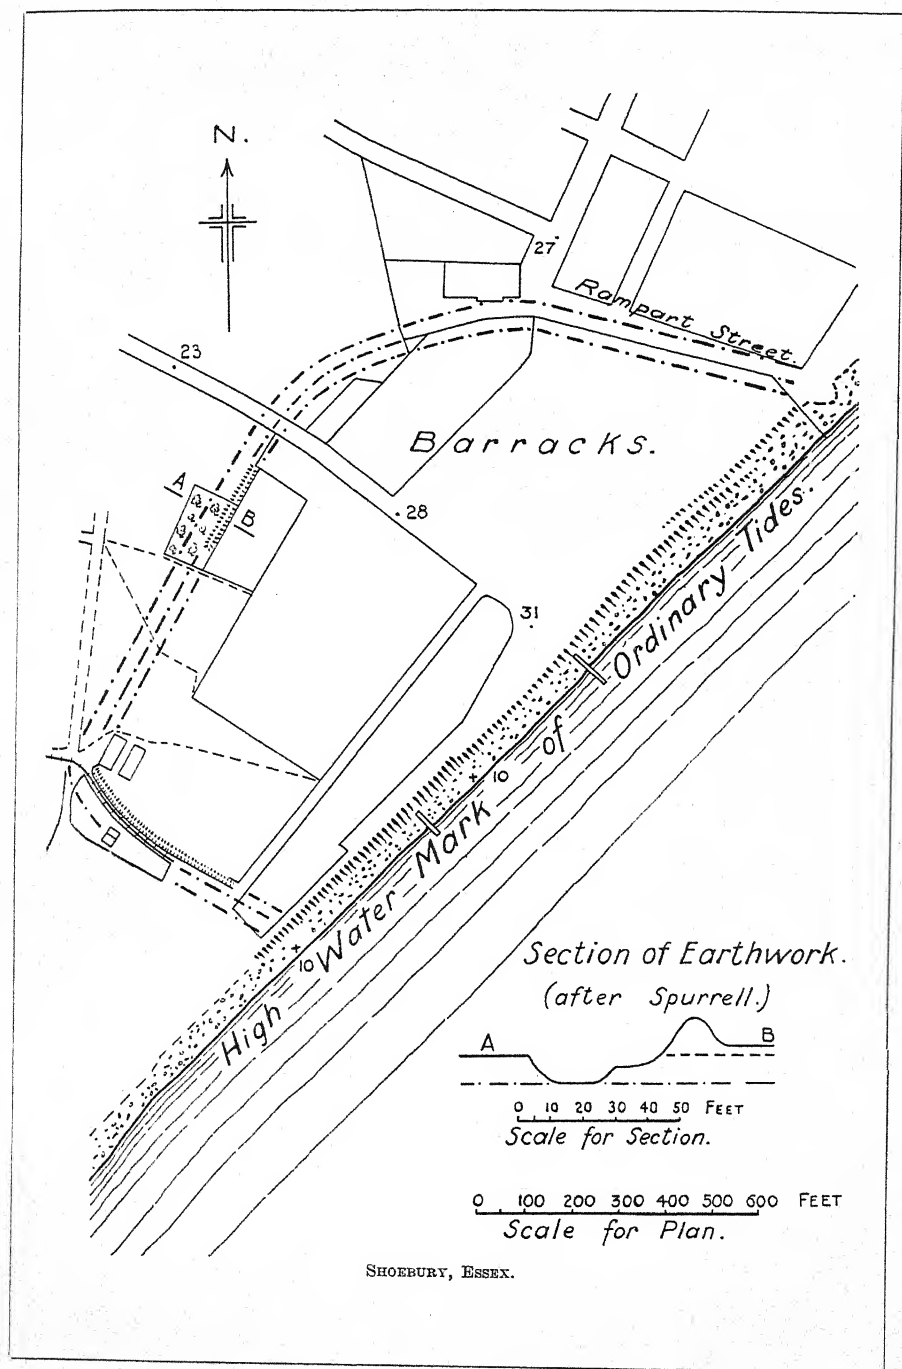 N.
27
Rampart Street.
23
Barracks.
A
B
28
31
+ 10
+
10
High Water Mark of Ordinary Tides.
Section of Earthwork.
(after Spurrell.)
A
B
0 10 20 30 40 50 FEET
Scale for Section.
0 100 200 300 400 500 600 FEET
Scale for Plan.
SHOEBURY, ESSEX.